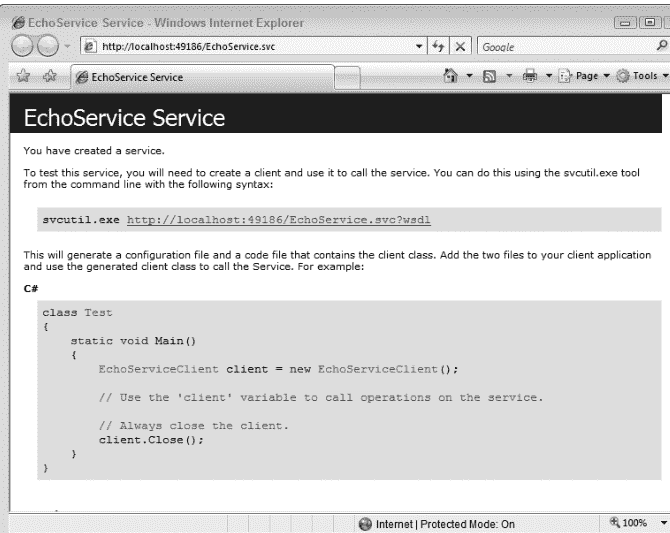 EchoService Service - Windows Internet Explorer
http://localhost:49186/EchoService.svc
Google
EchoService Service
Page
Tools
EchoService Service
You have created a service.
To test this service, you will need to create a client and use it to call the service. You can do this using the svcutil.exe tool
from the command line with the following syntax:
svcutil.exe http://localhost:49186/EchoService.svc?wsdl
This will generate a configuration file and a code file that contains the client class. Add the two files to your client application
and use the generated client class to call the Service. For example:
C#
class Test
{
static void Main()
{
EchoServiceClient client = new EchoServiceClient();
// Use the 'client' variable to call operations on the service.
// Always close the client.
client.Close();
}
}
Internet | Protected Mode: On
100%